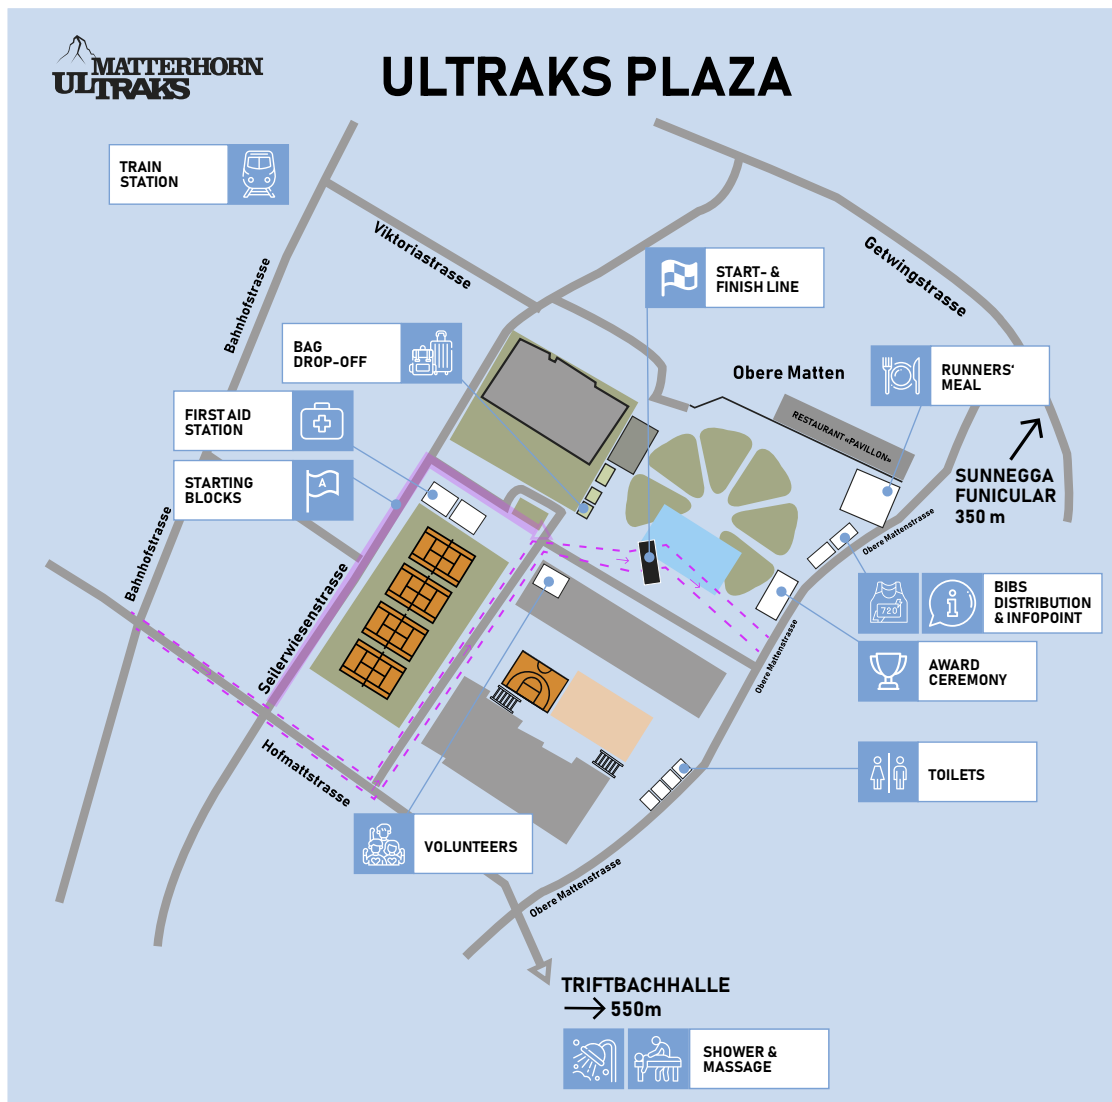 MATTERHORN
ULTRAKS
ULTRAKS PLAZA
TRAIN
STATION
Viktoriastrasse
Getwingstrasse
START- &
FINISH LINE
Bahnhofstrasse
BAG
DROP-OFF
Obere Matten
RUNNERS'
MEAL
FIRST AID
STATION
RESTAURANT «PAVILLON»
STARTING
BLOCKS
A
SUNNEGGA
FUNICULAR
350 m
Obere Mattenstrasse
Bahnhofstrasse
Seilerwiesenstrasse
720
BIBS
DISTRIBUTION
& INFOPOINT
Obere Mattenstrasse
AWARD
CEREMONY
Hofmattstrasse
TOILETS
VOLUNTEERS
Obere Mattenstrasse
TRIFTBACHHALLE
550m
SHOWER &
MASSAGE